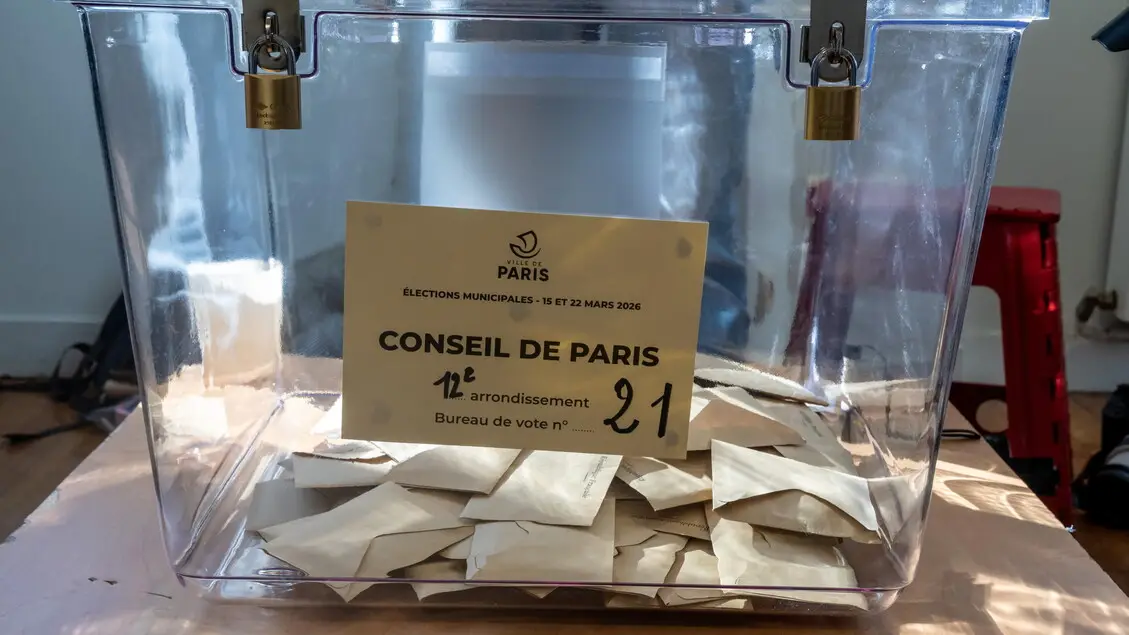 VILLE DE
PARIS
ÉLECTIONS MUNICIPALES - 15 ET 22 MARS 2026
CONSEIL DE PARIS
12e arrondissement
Bureau de vote n° ........ 21